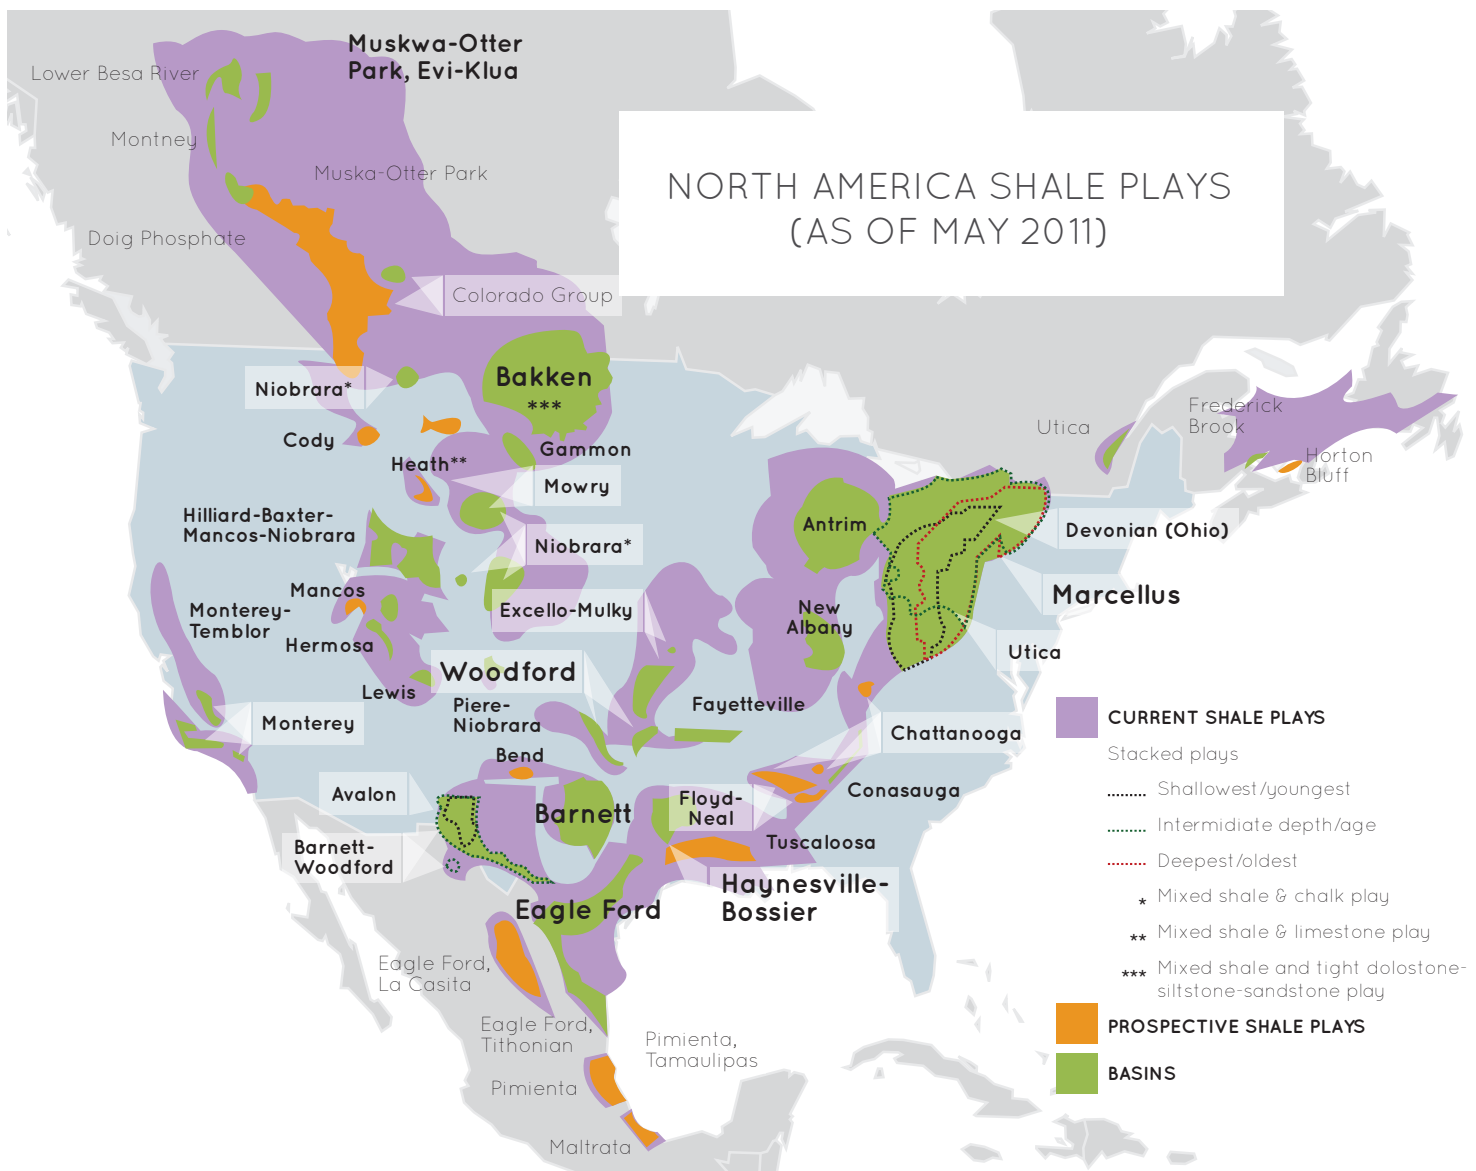 Muskwa-Otter
Park, Evi-Klua
Lower Besa River
Montney
Muska-Otter Park
NORTH AMERICA SHALE PLAYS
(AS OF MAY 2011)
Doig Phosphate
Colorado Group
Niobrara*
Bakken
***
Cody
Gammon
Heath**
Mowry
Frederick
Brook
Utica
Horton
Bluff
Hilliard-Baxter-
Mancos-Niobrara
Niobrara*
Antrim
Devonian (Ohio)
Mancos
Monterey-
Temblor
Hermosa
Excello-Mulky
New
Albany
Marcellus
Utica
Woodford
Lewis
Piere-
Niobrara
Fayetteville
Monterey
Chattanooga
Bend
Avalon
Barnett
Floyd-
Neal
Conasauga
Barnett-
Woodford
Tuscaloosa
Haynesville-
Bossier
Eagle Ford
Eagle Ford,
La Casita
Eagle Ford,
Tithonian
Pimienta,
Tamaulipas
Pimienta
Maltrata
CURRENT SHALE PLAYS
Stacked plays
Shallowest/youngest
Intermidiate depth/age
Deepest/oldest
* Mixed shale & chalk play
** Mixed shale & limestone play
*** Mixed shale and tight dolostone-
siltstone-sandstone play
PROSPECTIVE SHALE PLAYS
BASINS